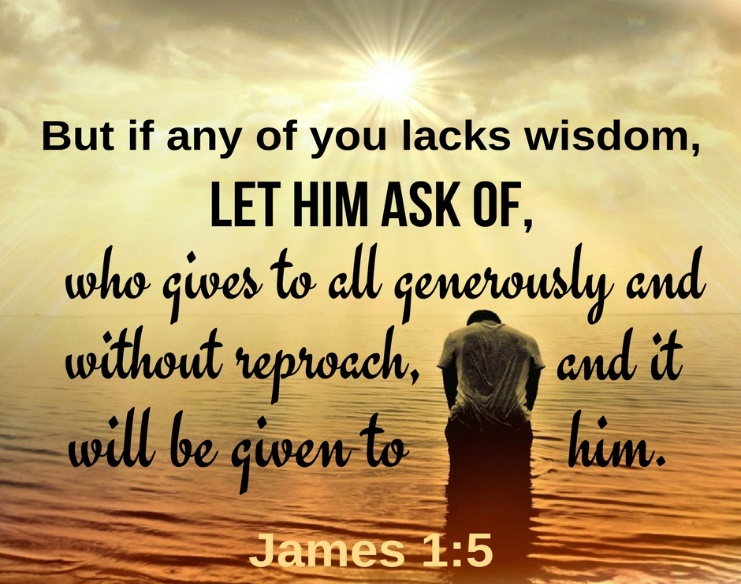 But if any of you lacks wisdom,
LET HIM ASK OF,
who gives to all generously and
without reproach, and it
will be given to him.
James 1:5